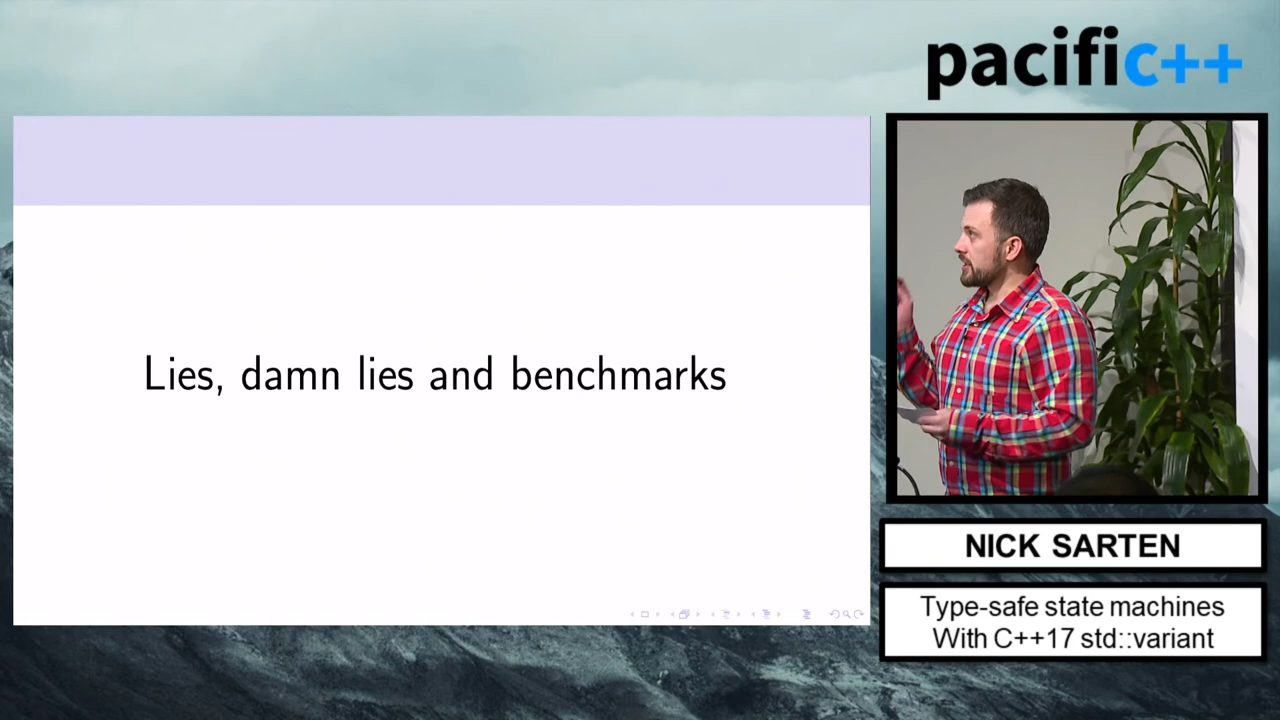 pacific++
Lies, damn lies and benchmarks
NICK SARTEN
Type-safe state machines
With C++17 std::variant